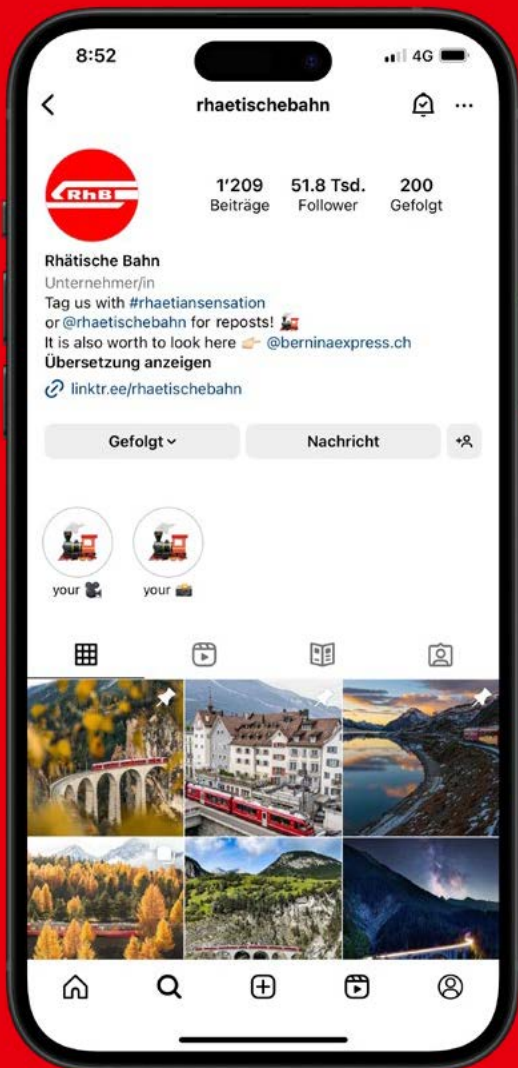 8:52
4G
rhaetischebahn
RhB
1'209 51.8 Tsd. 200
Beiträge Follower Gefolgt
Rhätische Bahn
Unternehmer/in
Tag us with #rhaetiansensation
or @rhaetischebahn for reposts! 🚂
It is also worth to look here 👉🏻 @berninaexpress.ch
Übersetzung anzeigen
linktr.ee/rhaetischebahn
Gefolgt Nachricht
your 🎥 your 📸